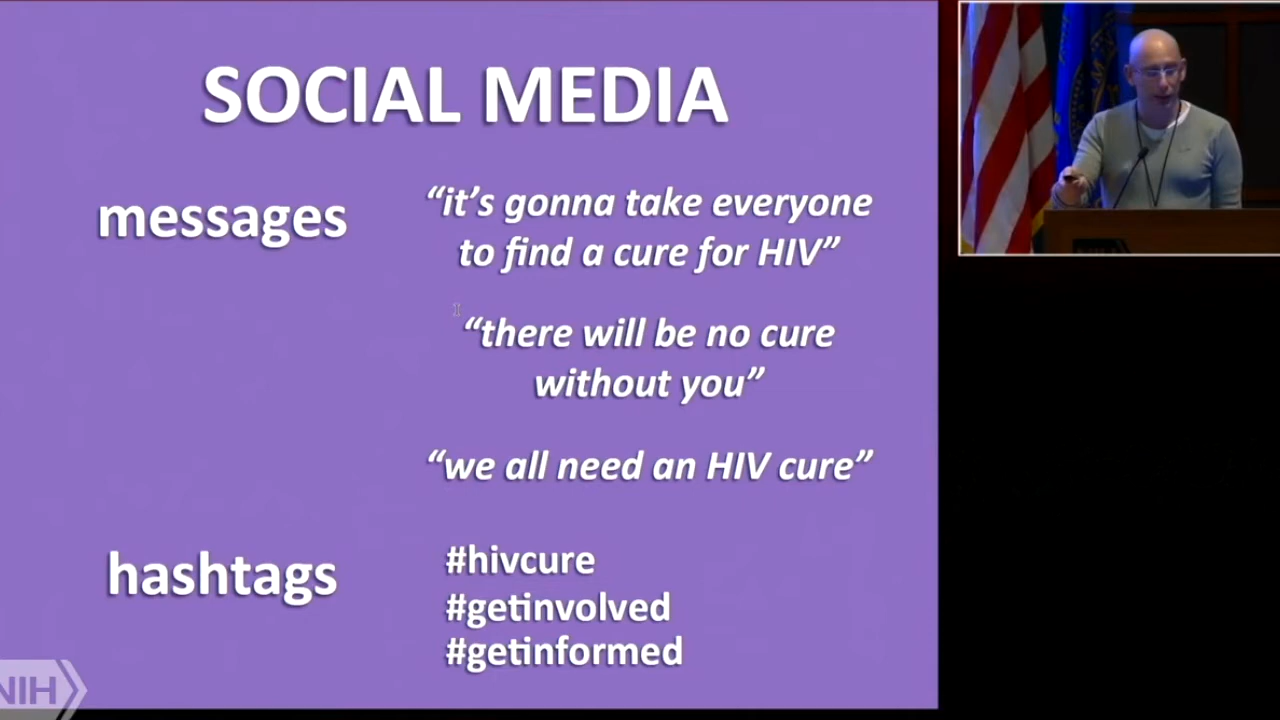 SOCIAL MEDIA
messages
“it’s gonna take everyone
to find a cure for HIV”
“there will be no cure
without you”
“we all need an HIV cure”
hashtags
#hivcure
#getinvolved
#getinformed
NIH